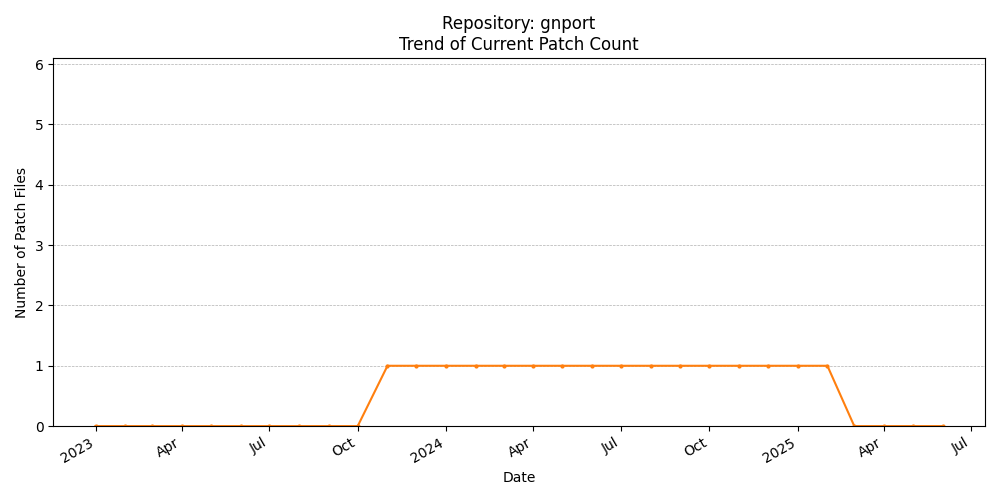 Repository: gnport
Trend of Current Patch Count
Number of Patch Files
6
5
4
3
2
1
0
2023
Apr
Jul
Oct
2024
Apr
Jul
Oct
2025
Apr
Jul
Date